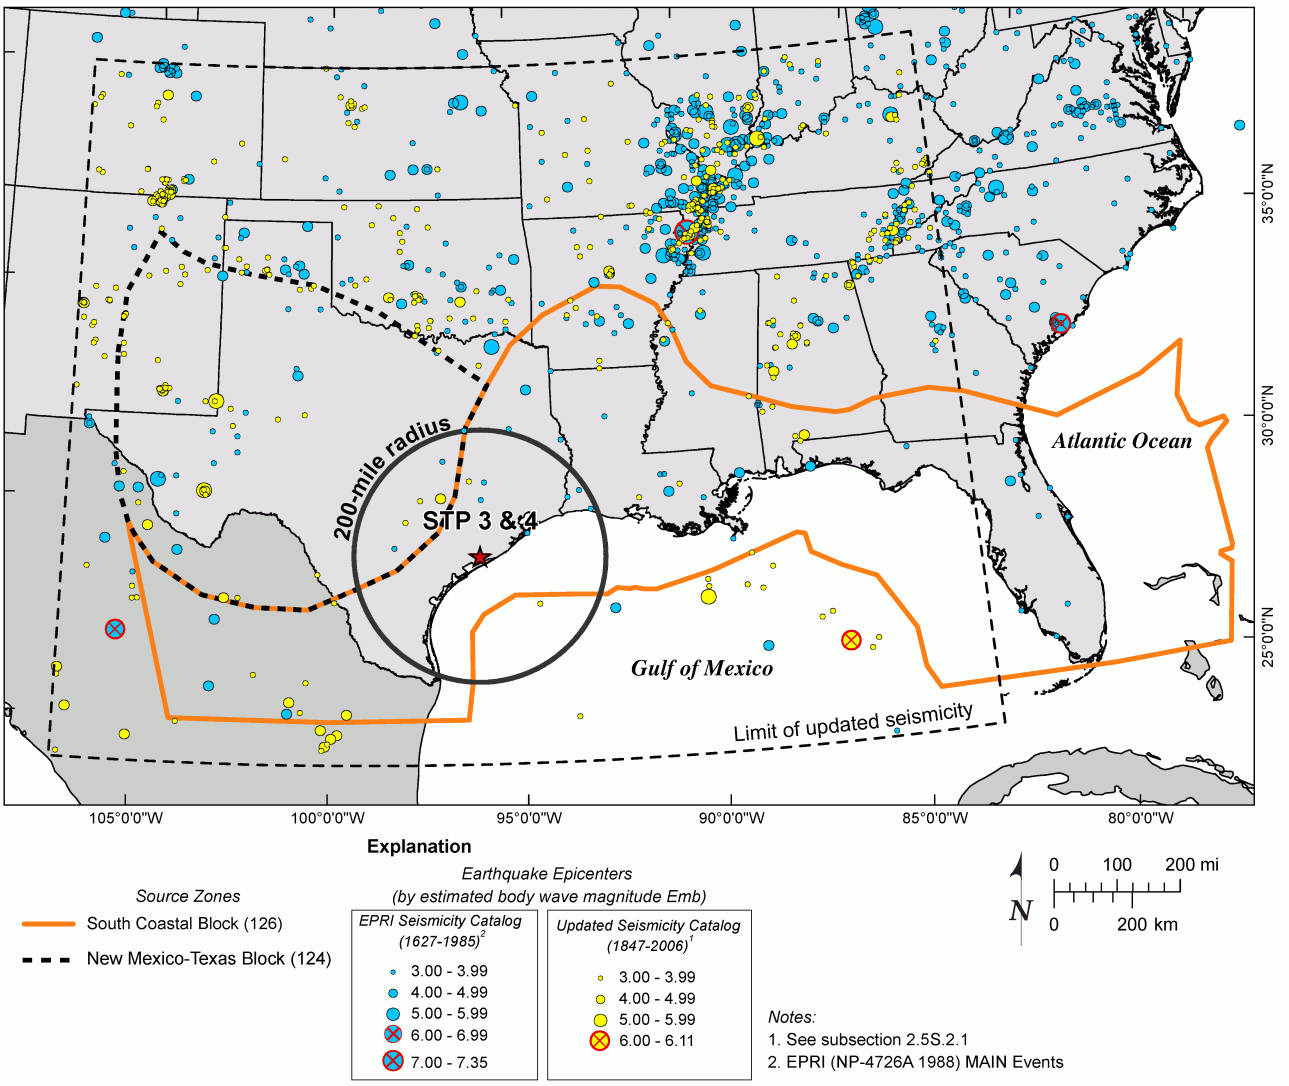 35°0'0"N
30°0'0"N
25°0'0"N
Atlantic Ocean
200-mile radius
STP 3 & 4
Gulf of Mexico
Limit of updated seismicity
105°0'0"W
100°0'0"W
95°0'0"W
90°0'0"W
85°0'0"W
80°0'0"W
Explanation
Source Zones
South Coastal Block (126)
New Mexico-Texas Block (124)
Earthquake Epicenters
(by estimated body wave magnitude Emb)
EPRI Seismicity Catalog
(1627-1985)2
3.00 - 3.99
4.00 - 4.99
5.00 - 5.99
6.00 - 6.99
7.00 - 7.35
Updated Seismicity Catalog
(1847-2006)1
3.00 - 3.99
4.00 - 4.99
5.00 - 5.99
6.00 - 6.11
N
0 100 200 mi
0 200 km
Notes:
1. See subsection 2.5S.2.1
2. EPRI (NP-4726A 1988) MAIN Events